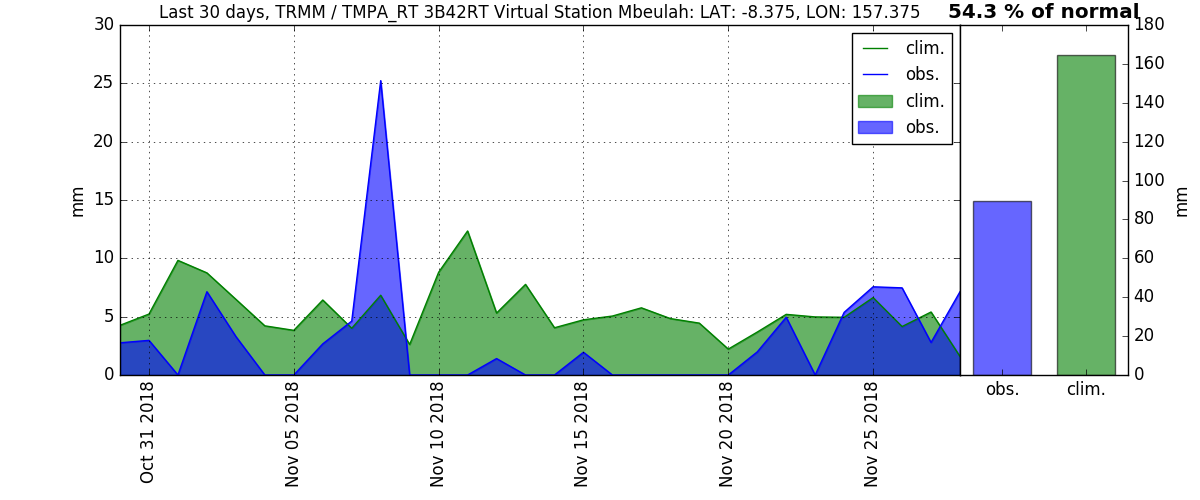 Last 30 days, TRMM / TMPA_RT 3B42RT Virtual Station Mbeulah: LAT: -8.375, LON: 157.375
54.3 % of normal
30
25
20
15
10
5
0
mm
clim.
obs.
clim.
obs.
Oct 31 2018
Nov 05 2018
Nov 10 2018
Nov 15 2018
Nov 20 2018
Nov 25 2018
180
160
140
120
100
80
60
40
20
0
mm
obs.
clim.